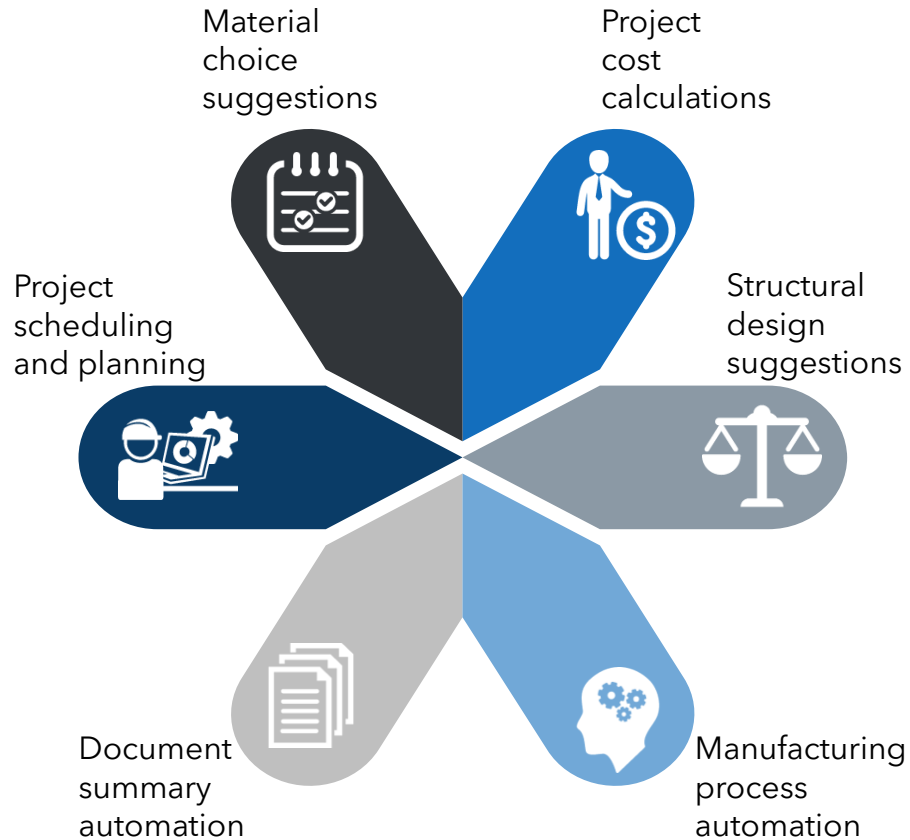 Material
choice
suggestions
Project
cost
calculations
Project
scheduling
and planning
Structural
design
suggestions
Document
summary
automation
Manufacturing
process
automation
$